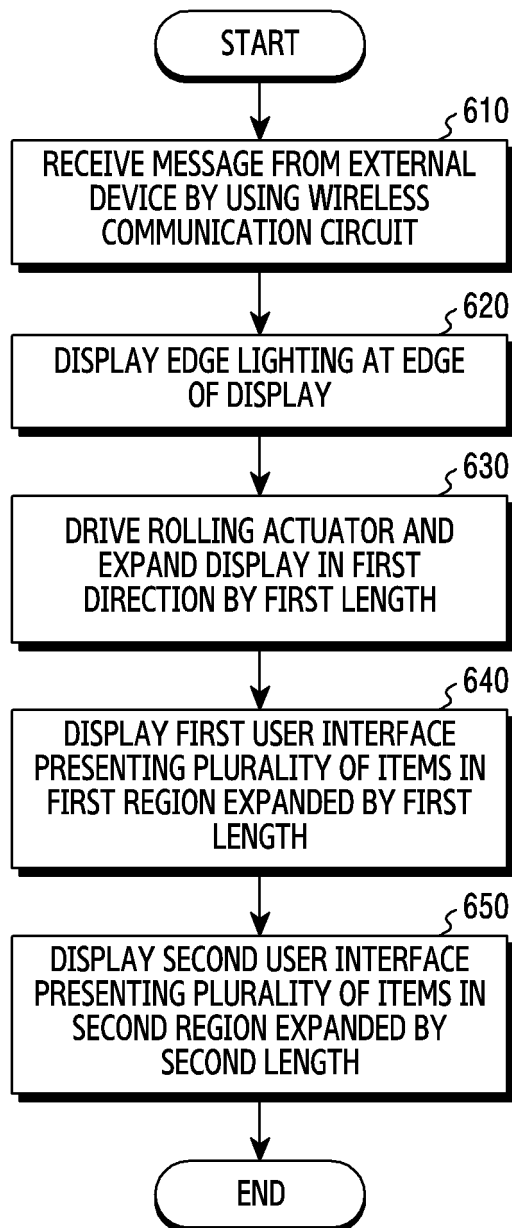 START
610
RECEIVE MESSAGE FROM EXTERNAL
DEVICE BY USING WIRELESS
COMMUNICATION CIRCUIT
620
DISPLAY EDGE LIGHTING AT EDGE
OF DISPLAY
630
DRIVE ROLLING ACTUATOR AND
EXPAND DISPLAY IN FIRST
DIRECTION BY FIRST LENGTH
640
DISPLAY FIRST USER INTERFACE
PRESENTING PLURALITY OF ITEMS IN
FIRST REGION EXPANDED BY FIRST
LENGTH
650
DISPLAY SECOND USER INTERFACE
PRESENTING PLURALITY OF ITEMS IN
SECOND REGION EXPANDED BY
SECOND LENGTH
END